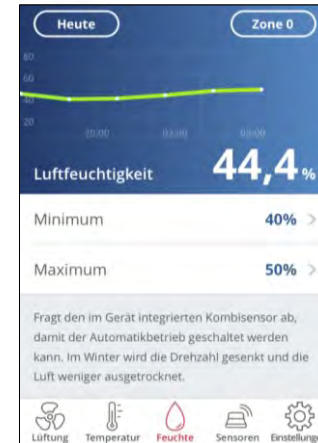 Heute Zone 0
80
60
40
20
20:00 03:00 08:00
Luftfeuchtigkeit 44,4%
Minimum 40% >
Maximum 50% >
Fragt den im Gerät integrierten Kombisensor ab,
damit der Automatikbetrieb geschaltet werden
kann. Im Winter wird die Drehzahl gesenkt und die
Luft weniger ausgetrocknet.
Lüftung Temperatur Feuchte Sensoren Einstellunge